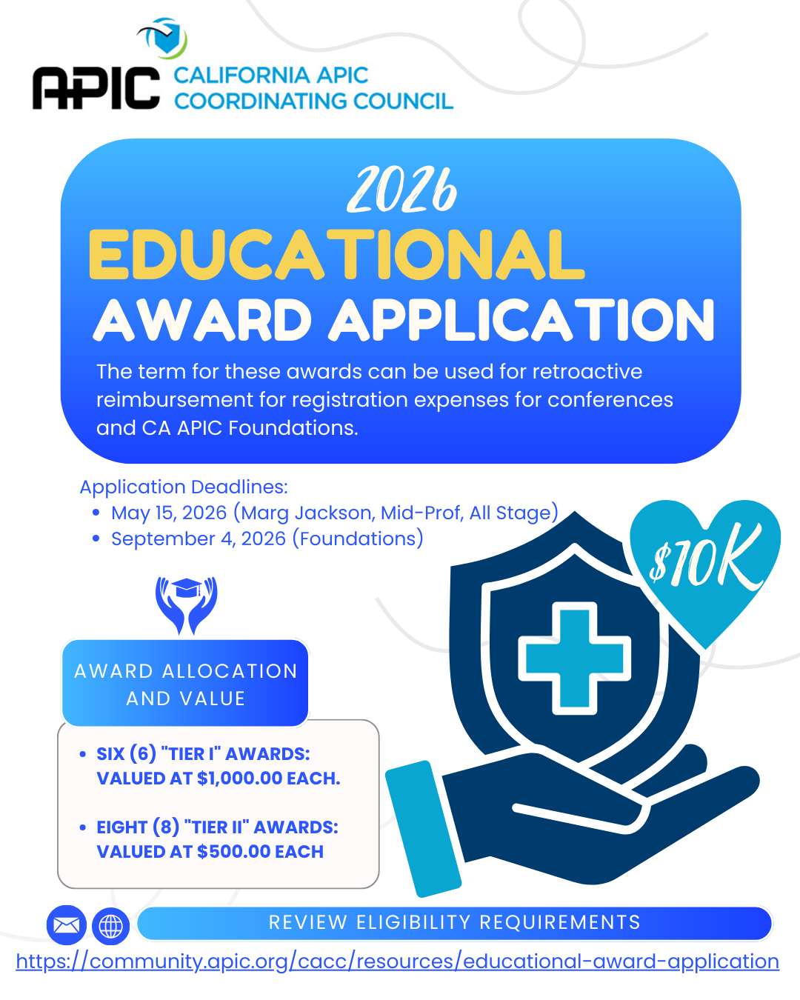 APIC CALIFORNIA APIC
COORDINATING COUNCIL
2026
EDUCATIONAL
AWARD APPLICATION
The term for these awards can be used for retroactive
reimbursement for registration expenses for conferences
and CA APIC Foundations.
Application Deadlines:
• May 15, 2026 (Marg Jackson, Mid-Prof, All Stage)
• September 4, 2026 (Foundations)
$10K
AWARD ALLOCATION
AND VALUE
• SIX (6) "TIER I" AWARDS:
VALUED AT $1,000.00 EACH.
• EIGHT (8) "TIER II" AWARDS:
VALUED AT $500.00 EACH
REVIEW ELIGIBILITY REQUIREMENTS
https://community.apic.org/cacc/resources/educational-award-application